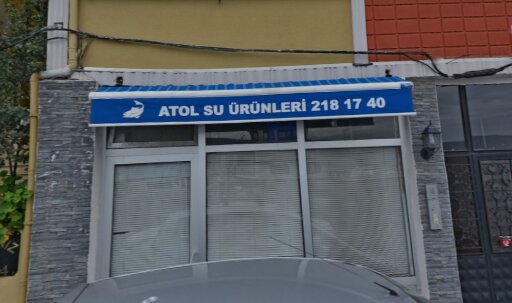 ATOL SU ÜRÜNLERİ 218 17 40